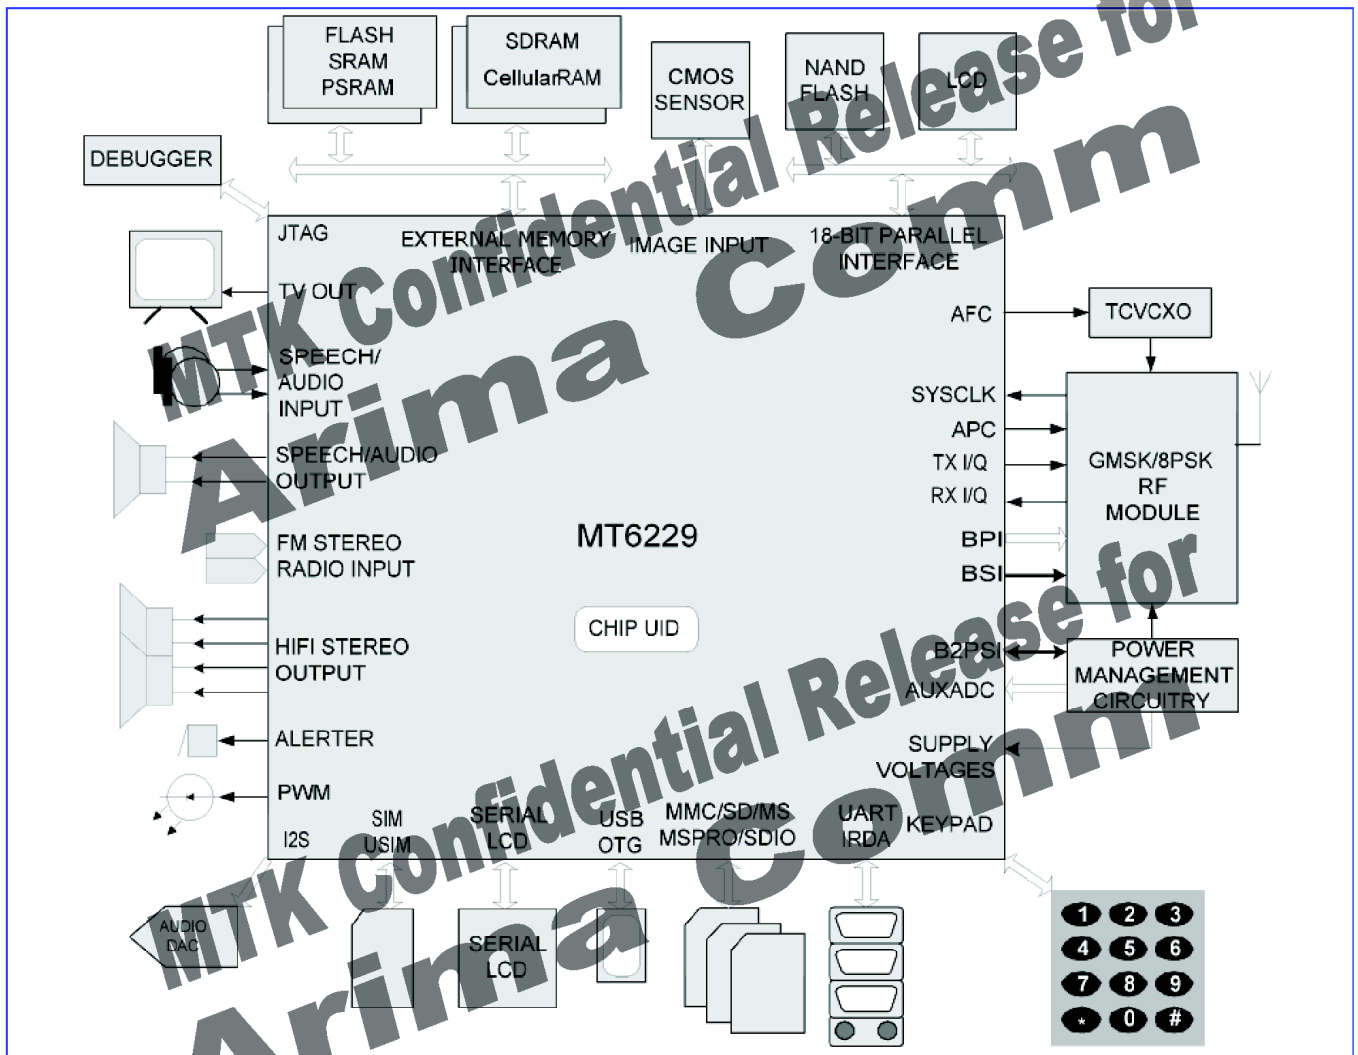 FLASH
SRAM
PSRAM
SDRAM
CellularRAM
CMOS
SENSOR
NAND
FLASH
LCD
DEBUGGER
JTAG
EXTERNAL MEMORY
INTERFACE
IMAGE INPUT
18-BIT PARALLEL
INTERFACE
TV OUT
AFC
TCVCXO
SPEECH/
AUDIO
INPUT
SYSCLK
APC
SPEECH/AUDIO
OUTPUT
TX I/Q
RX I/Q
GMSK/8PSK
RF
MODULE
FM STEREO
RADIO INPUT
MT6229
BPI
BSI
CHIP UID
HIFI STEREO
OUTPUT
B2PSI
AUXADC
POWER
MANAGEMENT
CIRCUITRY
ALERTER
SUPPLY
VOLTAGES
PWM
I2S
SIM
USIM
SERIAL
LCD
USB
OTG
MMC/SD/MS
MSPRO/SDIO
UART
IRDA
KEYPAD
AUDIO
DAC
SERIAL
LCD
1 2 3
4 5 6
7 8 9
* 0 #
MTK Confidential Release for
Arima Comm
MTK Confidential Release for
Arima Comm